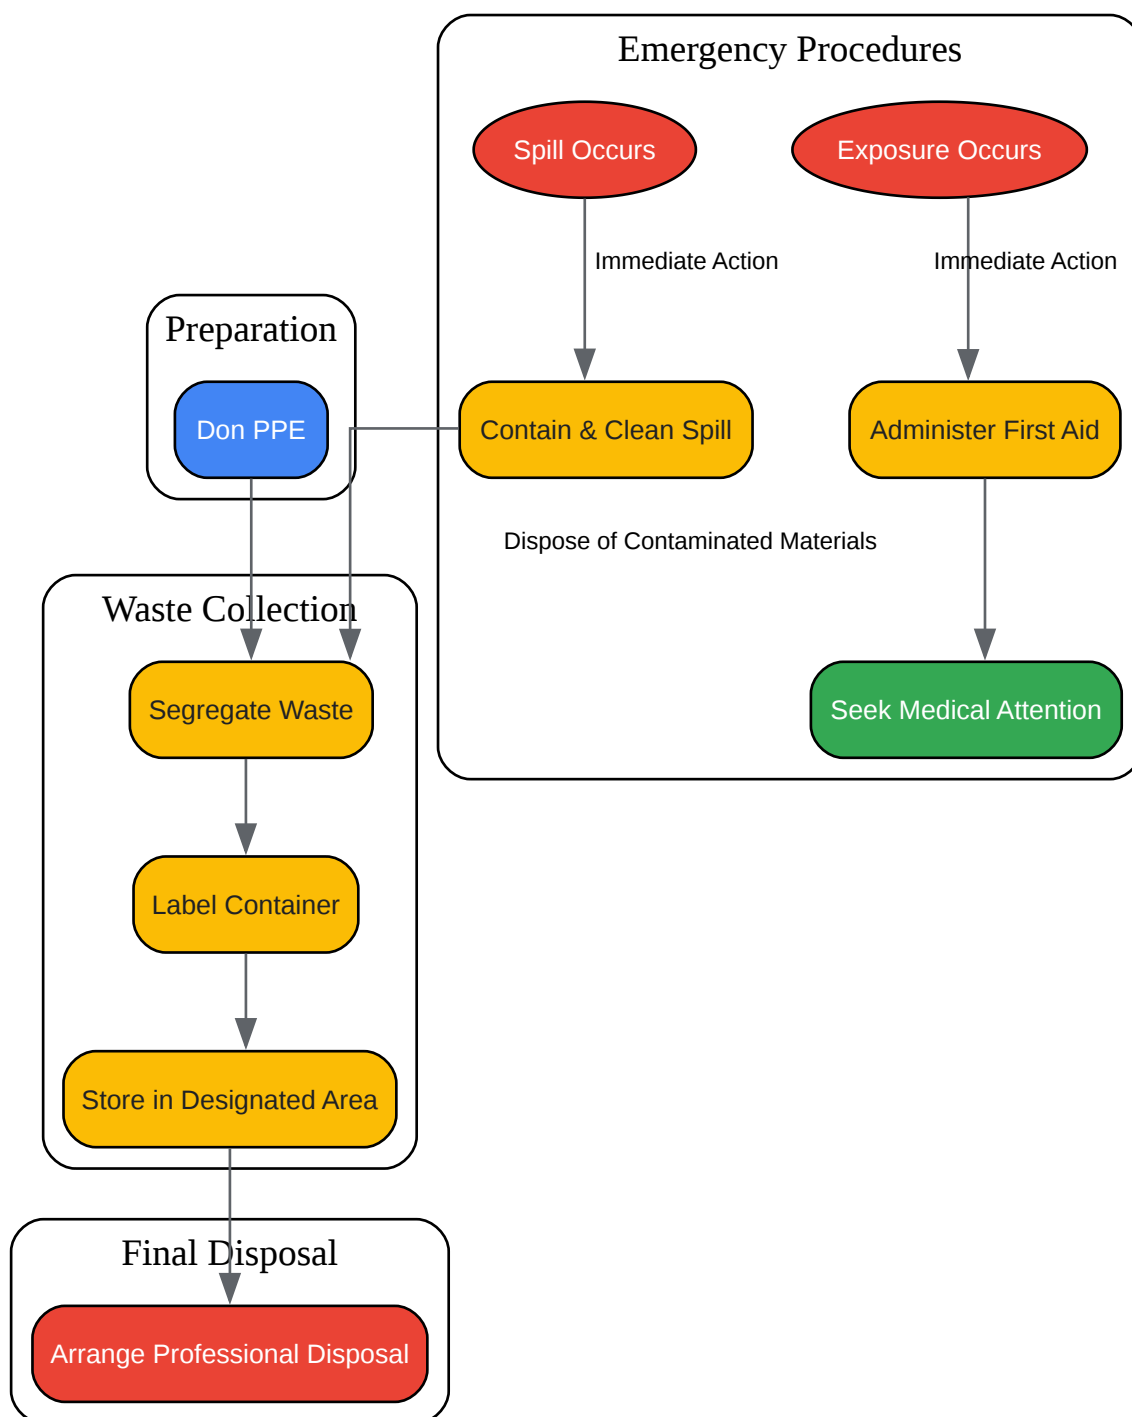 Emergency Procedures
Spill Occurs
Exposure Occurs
Immediate Action
Immediate Action
Preparation
Don PPE
Contain & Clean Spill
Administer First Aid
Dispose of Contaminated Materials
Waste Collection
Segregate Waste
Seek Medical Attention
Label Container
Store in Designated Area
Final Disposal
Arrange Professional Disposal